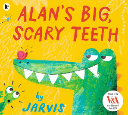 ALAN'S BIG,
SCARY TEETH
by
JARVIS